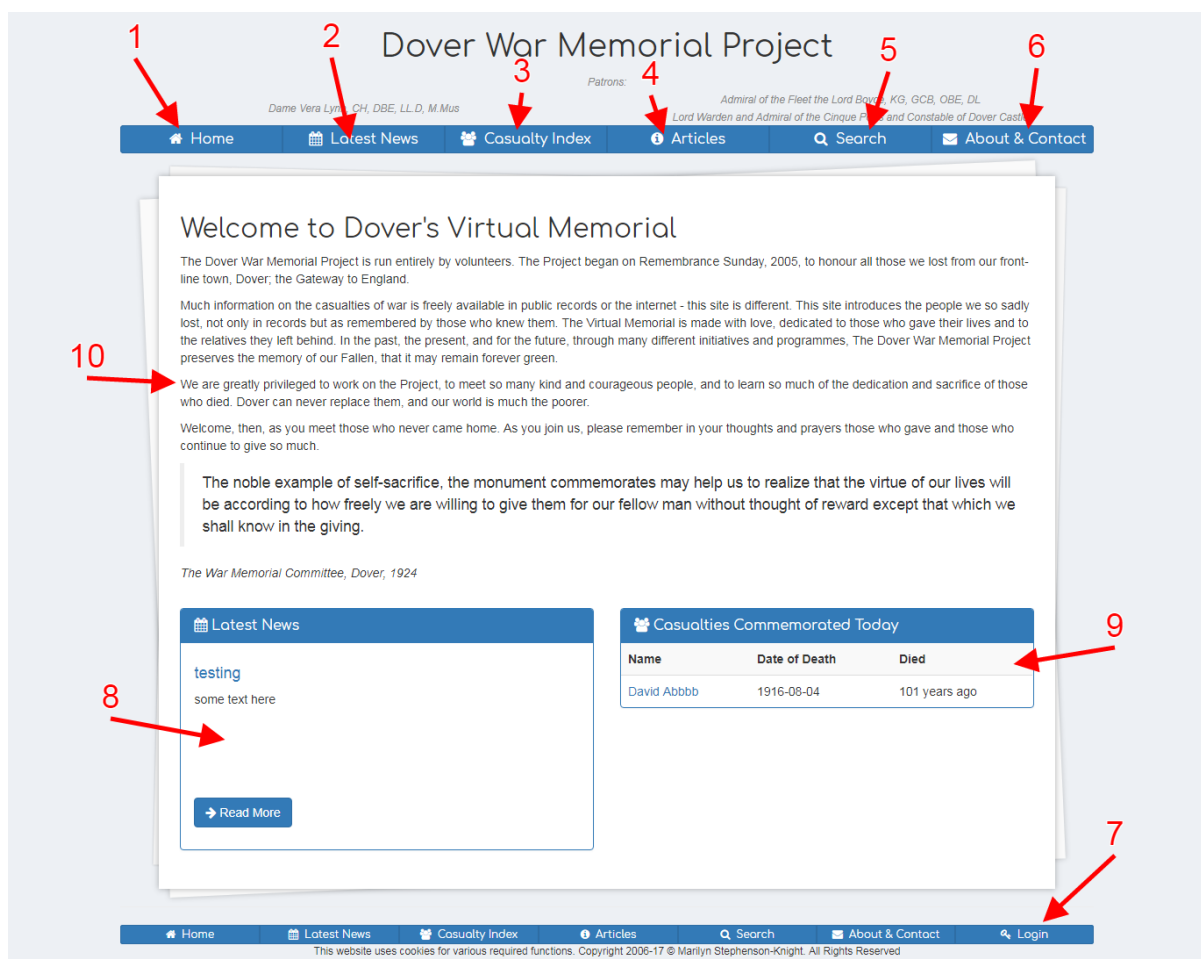 1
2
3
4
5
6
Dover War Memorial Project
Patrons:
Dame Vera Lynn, CH, DBE, LL.D, M.Mus
Admiral of the Fleet the Lord Boyce, KG, GCB, OBE, DL
Lord Warden and Admiral of the Cinque Ports and Constable of Dover Castle
Home Latest News Casualty Index Articles Search About & Contact
Welcome to Dover's Virtual Memorial
The Dover War Memorial Project is run entirely by volunteers. The Project began on Remembrance Sunday, 2005, to honour all those we lost from our front-
line town, Dover; the Gateway to England.
Much information on the casualties of war is freely available in public records or the internet - this site is different. This site introduces the people we so sadly
lost, not only in records but as remembered by those who knew them. The Virtual Memorial is made with love, dedicated to those who gave their lives and to
the relatives they left behind. In the past, the present, and for the future, through many different initiatives and programmes, The Dover War Memorial Project
preserves the memory of our Fallen, that it may remain forever green.
10
We are greatly privileged to work on the Project, to meet so many kind and courageous people, and to learn so much of the dedication and sacrifice of those
who died. Dover can never replace them, and our world is much the poorer.
Welcome, then, as you meet those who never came home. As you join us, please remember in your thoughts and prayers those who gave and those who
continue to give so much.
The noble example of self-sacrifice, the monument commemorates may help us to realize that the virtue of our lives will
be according to how freely we are willing to give them for our fellow man without thought of reward except that which we
shall know in the giving.
The War Memorial Committee, Dover, 1924
Latest News
testing
some text here
8
Read More
Casualties Commemorated Today
Name Date of Death Died
David Abbbb 1916-08-04 101 years ago
9
7
Home Latest News Casualty Index Articles Search About & Contact Login
This website uses cookies for various required functions. Copyright 2006-17 © Marilyn Stephenson-Knight. All Rights Reserved